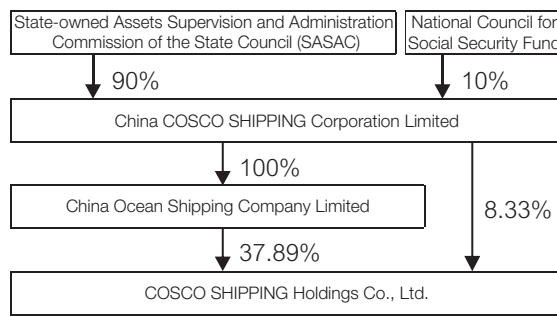 State-owned Assets Supervision and Administration
Commission of the State Council (SASAC)
National Council for
Social Security Fund
90%
10%
China COSCO SHIPPING Corporation Limited
100%
China Ocean Shipping Company Limited
8.33%
37.89%
COSCO SHIPPING Holdings Co., Ltd.